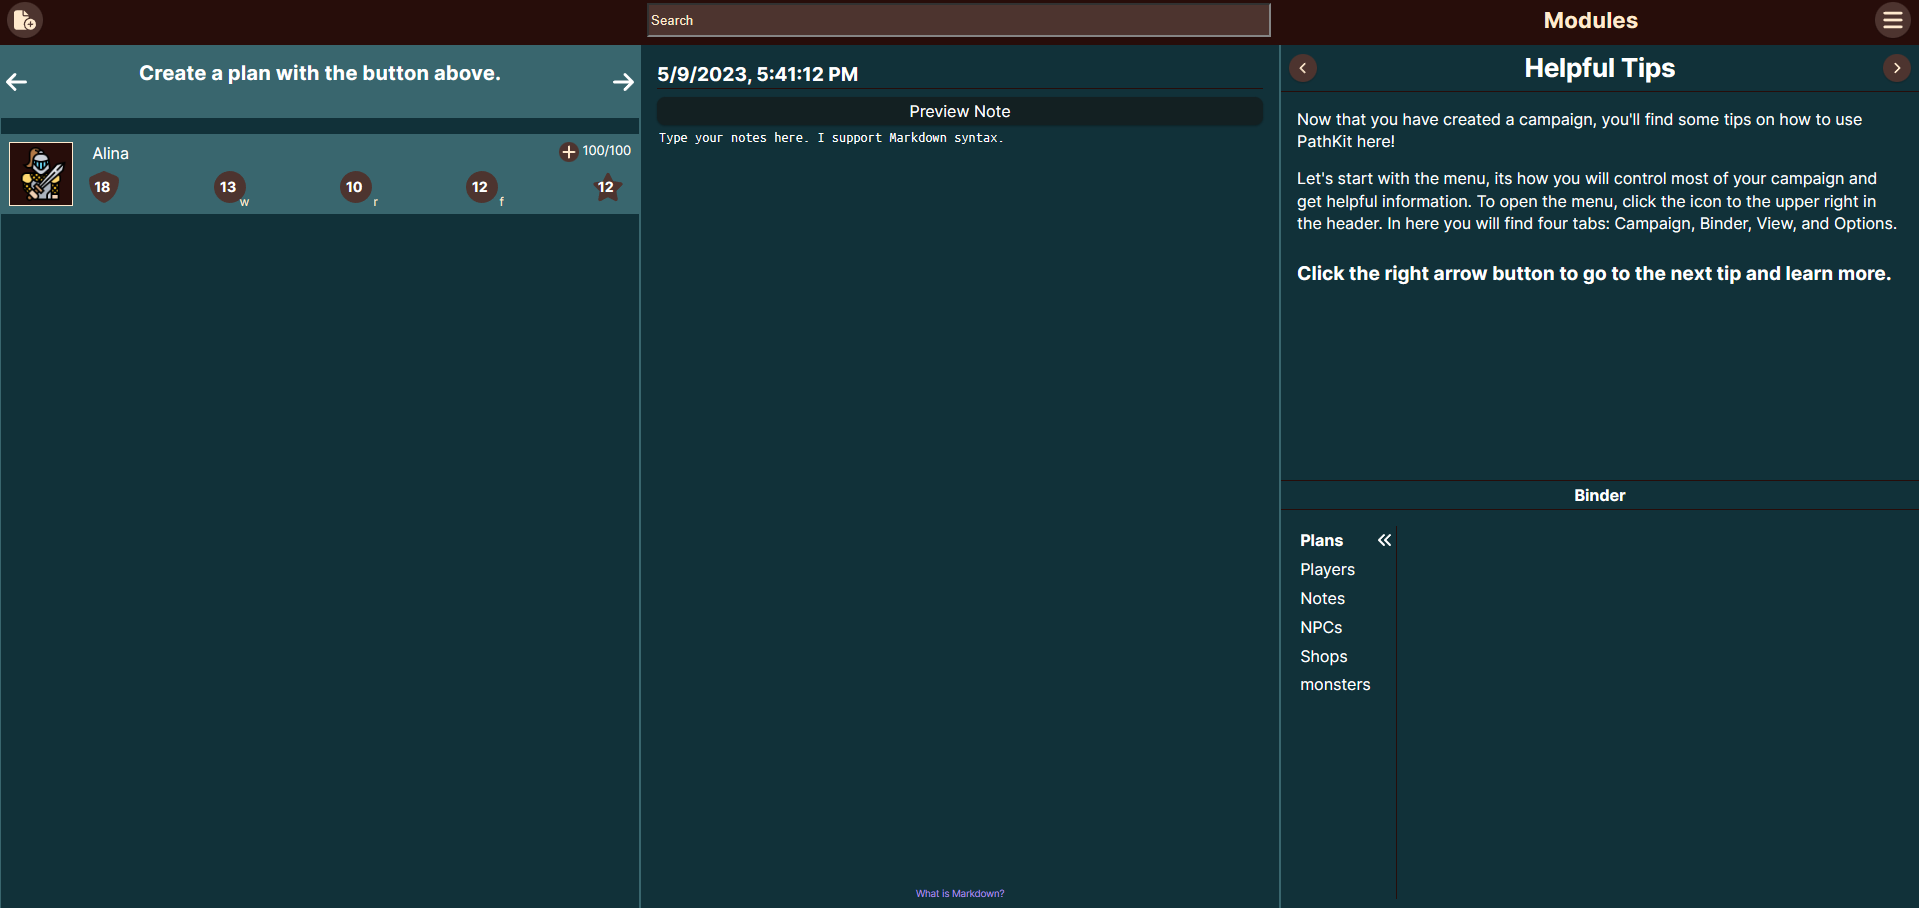 Search
Modules
Create a plan with the button above.
Alina
100/100
18
13
w
10
r
12
f
12
5/9/2023, 5:41:12 PM
Preview Note
Type your notes here. I support Markdown syntax.
What is Markdown?
Helpful Tips
Now that you have created a campaign, you'll find some tips on how to use
PathKit here!
Let's start with the menu, its how you will control most of your campaign and
get helpful information. To open the menu, click the icon to the upper right in
the header. In here you will find four tabs: Campaign, Binder, View, and Options.
Click the right arrow button to go to the next tip and learn more.
Binder
Plans
Players
Notes
NPCs
Shops
monsters